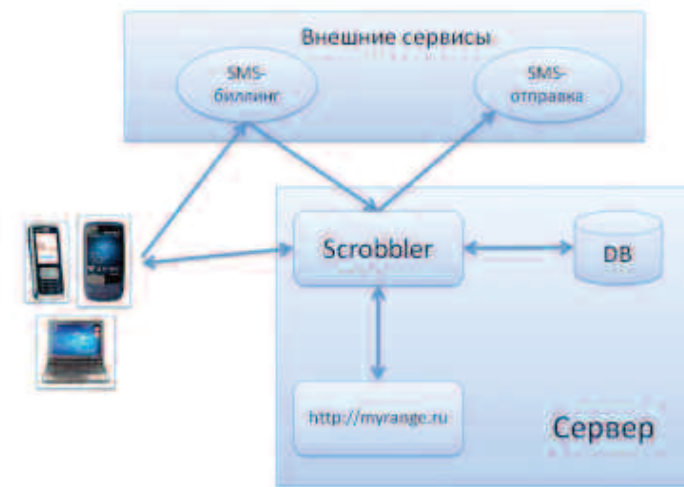 Внешние сервисы
SMS-
биллинг
SMS-
отправка
Scrobbler
DB
http://myrange.ru
Сервер